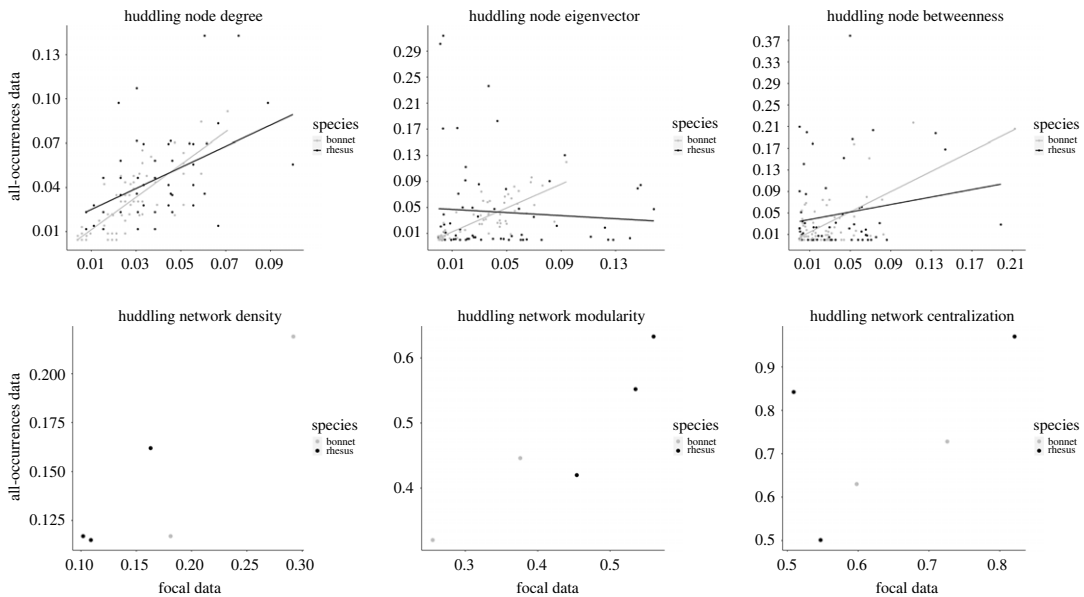 huddling node degree
huddling node eigenvector
huddling node betweenness
all-occurrences data
0.13
0.10
0.07
0.04
0.01
0.01 0.03 0.05 0.07 0.09
species
bonnet
rhesus
0.29
0.25
0.21
0.17
0.13
0.09
0.05
0.01
0.01 0.05 0.09 0.13
species
bonnet
rhesus
0.37
0.33
0.29
0.25
0.21
0.17
0.13
0.09
0.05
0.01
0.01 0.05 0.09 0.13 0.17 0.21
species
bonnet
rhesus
huddling network density
huddling network modularity
huddling network centralization
all-occurrences data
0.200
0.175
0.150
0.125
0.10 0.15 0.20 0.25 0.30
focal data
species
bonnet
rhesus
0.6
0.5
0.4
0.3 0.4 0.5
focal data
species
bonnet
rhesus
0.9
0.8
0.7
0.6
0.5
0.5 0.6 0.7 0.8
focal data
species
bonnet
rhesus